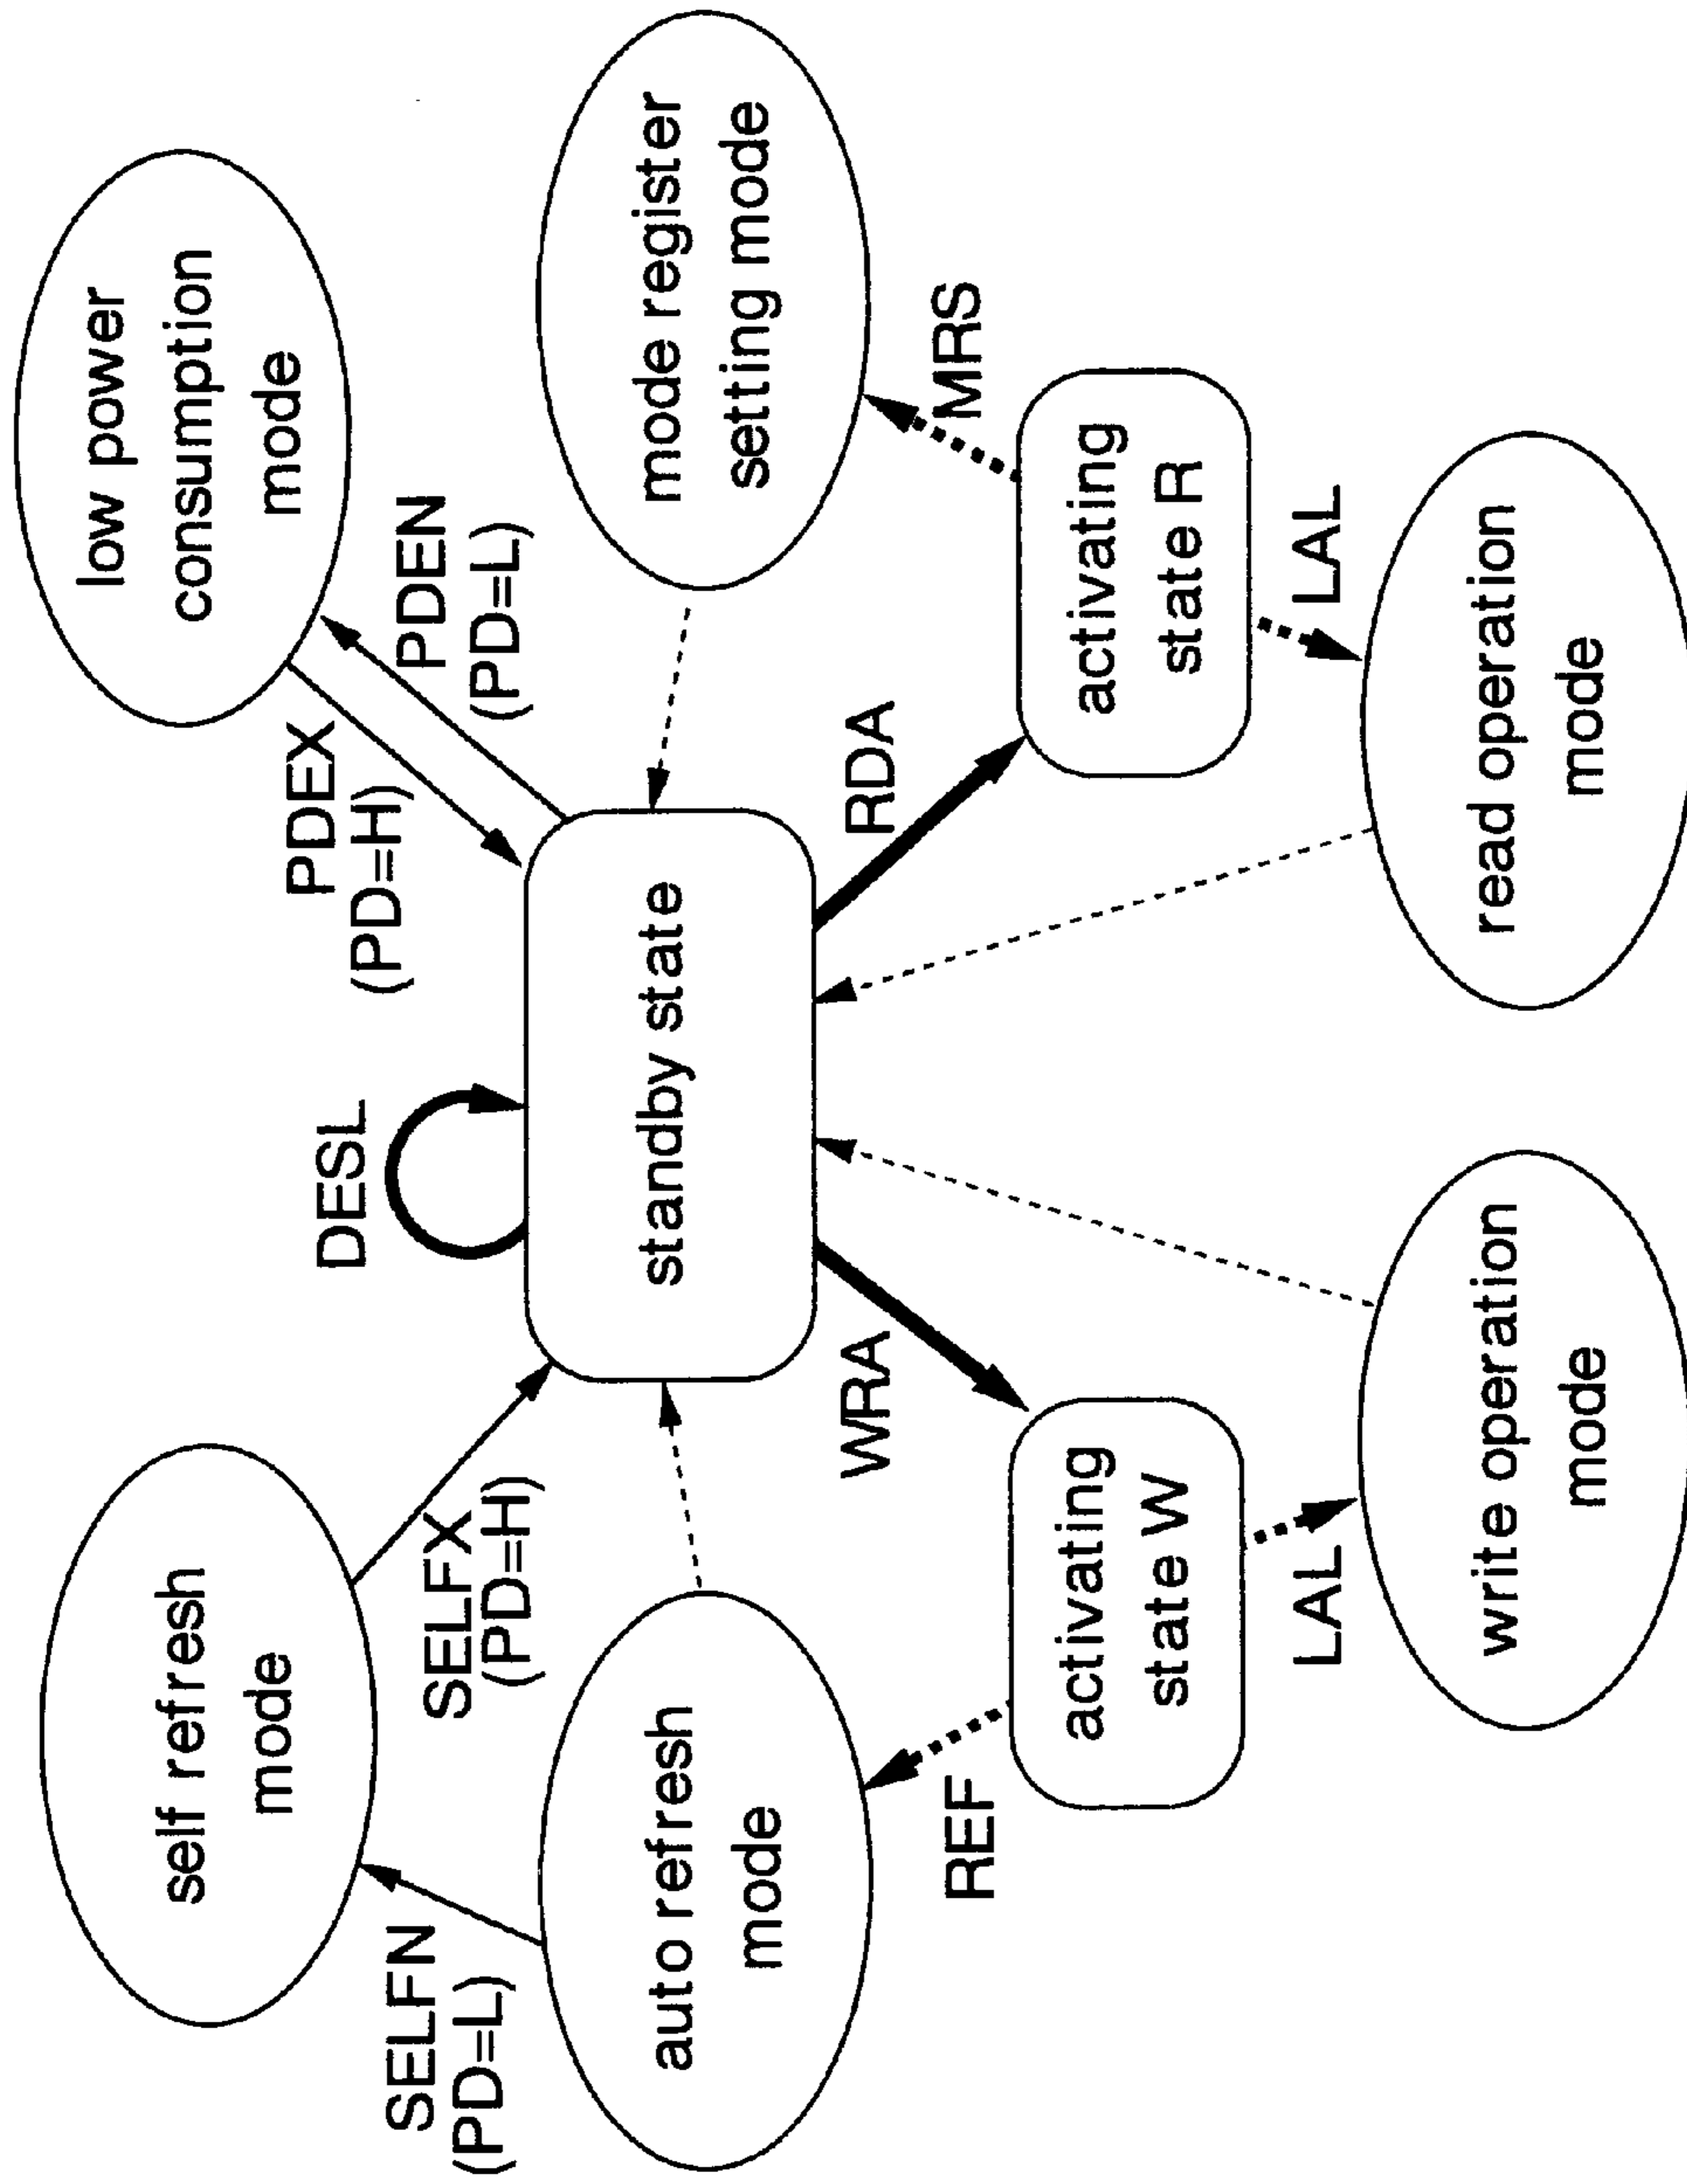 self refresh
mode
low power
consumption
mode
DESL
PDEX
(PD=H)
PDEN
(PD=L)
SELFN
(PD=L)
SELFX
(PD=H)
auto refresh
mode
standby state
mode register
setting mode
WRA
RDA
REF
MRS
activating
state W
activating
state R
LAL
LAL
write operation
mode
read operation
mode